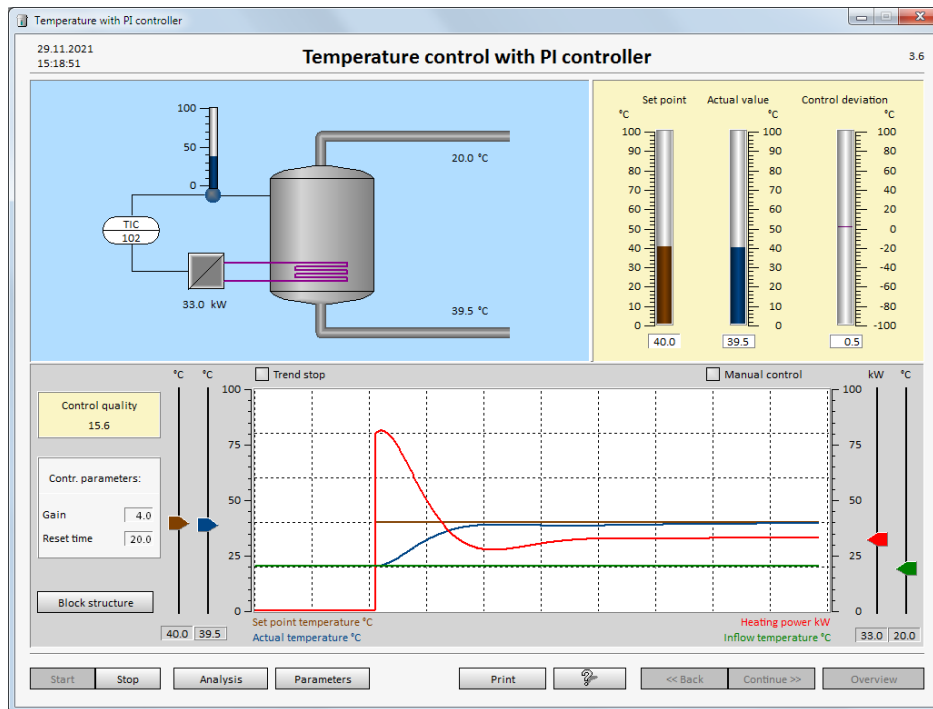 Temperature with PI controller
29.11.2021
15:18:51
Temperature control with PI controller
3.6
100
50
0
TIC
102
33.0 kW
20.0 °C
39.5 °C
Set point Actual value Control deviation
°C °C °C
100 100 100
90 90 80
80 80 60
70 70 40
60 60 20
50 50 0
40 40 -20
30 30 -40
20 20 -60
10 10 -80
0 0 -100
40.0 39.5 0.5
°C °C Trend stop Manual control kW °C
Control quality
15.6
Contr. parameters:
Gain 4.0
Reset time 20.0
Block structure
100 100
75 75
50 50
25 25
0 0
40.0 39.5
Set point temperature °C Heating power kW
Actual temperature °C Inflow temperature °C
33.0 20.0
Start Stop Analysis Parameters Print << Back Continue >> Overview